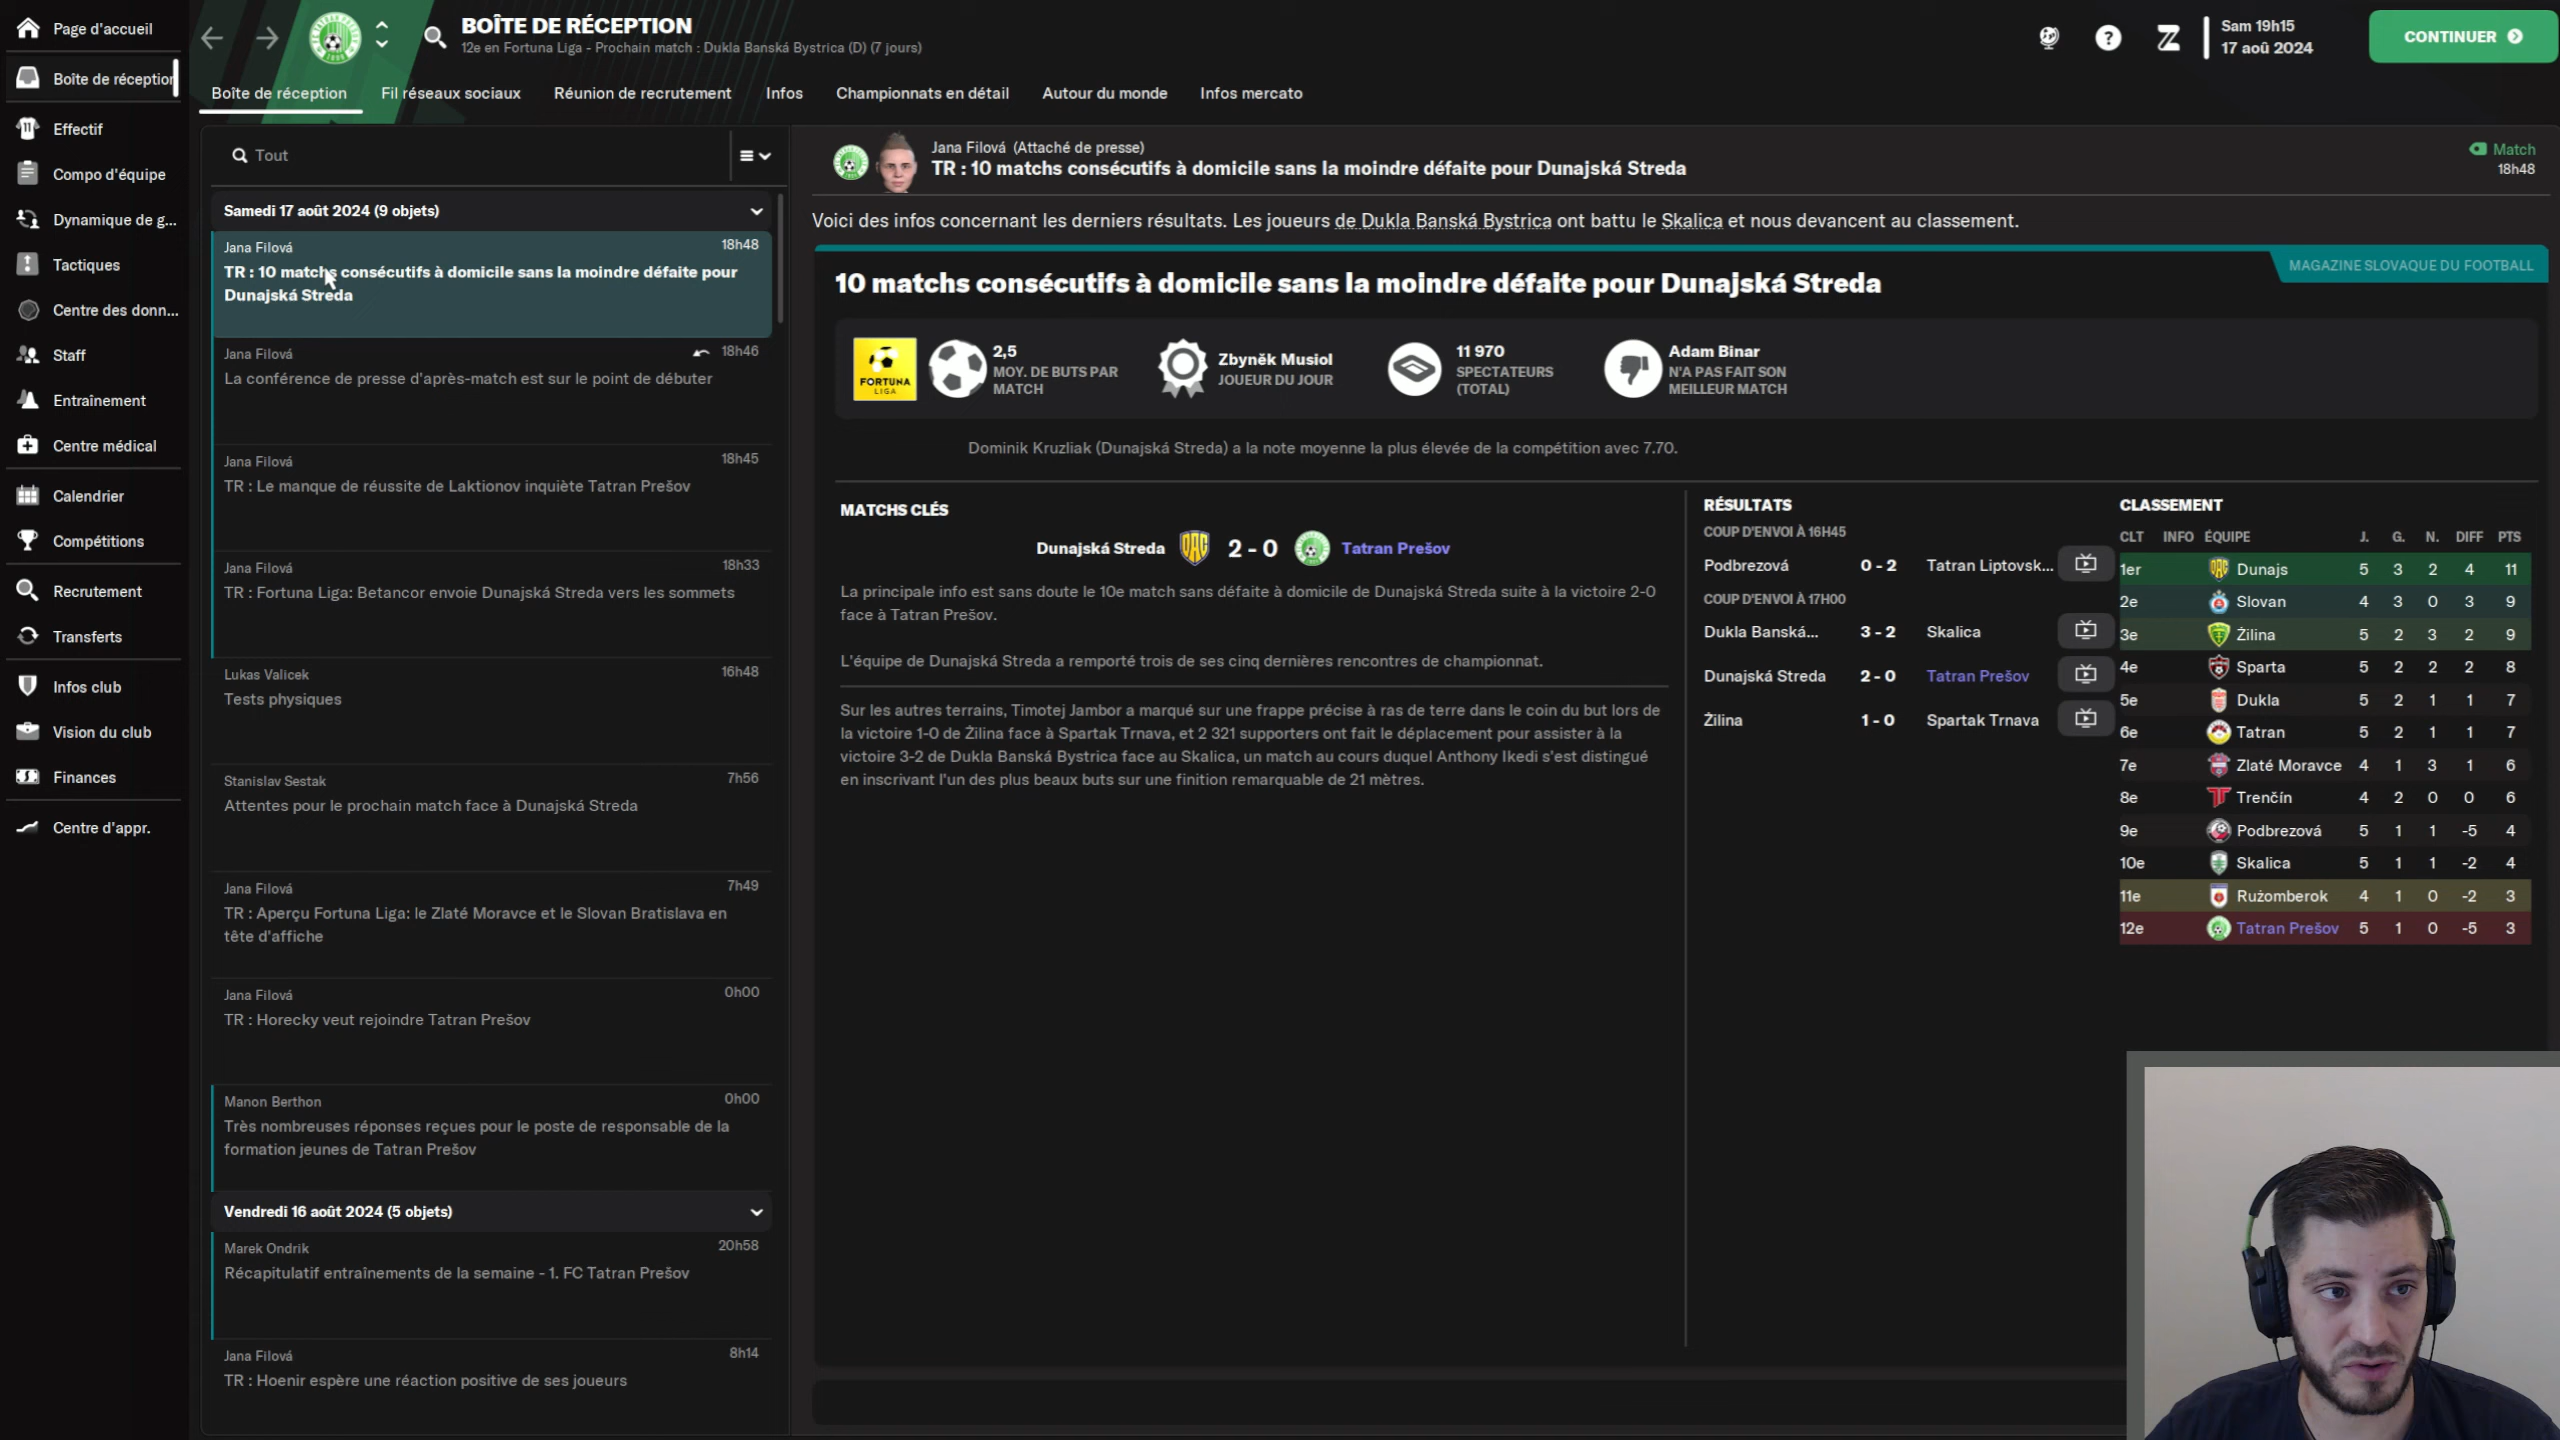 Page d'accueil
Boîte de réception
Effectif
Compo d'équipe
Dynamique de g...
Tactiques
Centre des donn...
Staff
Entraînement
Centre médical
Calendrier
Compétitions
Recrutement
Transferts
Infos club
Vision du club
Finances
Centre d'appr.
BOÎTE DE RÉCEPTION
12e en Fortuna Liga - Prochain match : Dukla Banská Bystrica (D) (7 jours)
Sam 19h15
17 aoû 2024
CONTINUER
Boîte de réception Fil réseaux sociaux Réunion de recrutement Infos Championnats en détail Autour du monde Infos mercato
Tout
Samedi 17 août 2024 (9 objets)
Jana Filová 18h48
TR : 10 matchs consécutifs à domicile sans la moindre défaite pour
Dunajská Streda
Jana Filová 18h46
La conférence de presse d'après-match est sur le point de débuter
Jana Filová 18h45
TR : Le manque de réussite de Laktionov inquiète Tatran Prešov
Jana Filová 18h33
TR : Fortuna Liga: Betancor envoie Dunajská Streda vers les sommets
Lukas Valicek 16h48
Tests physiques
Stanislav Sestak 7h56
Attentes pour le prochain match face à Dunajská Streda
Jana Filová 7h49
TR : Aperçu Fortuna Liga: le Zlaté Moravce et le Slovan Bratislava en
tête d'affiche
Jana Filová 0h00
TR : Horecky veut rejoindre Tatran Prešov
Manon Berthon 0h00
Très nombreuses réponses reçues pour le poste de responsable de la
formation jeunes de Tatran Prešov
Vendredi 16 août 2024 (5 objets)
Marek Ondrik 20h58
Récapitulatif entraînements de la semaine - 1. FC Tatran Prešov
Jana Filová 8h14
TR : Hoenir espère une réaction positive de ses joueurs
Jana Filová (Attaché de presse)
TR : 10 matchs consécutifs à domicile sans la moindre défaite pour Dunajská Streda
Match
18h48
Voici des infos concernant les derniers résultats. Les joueurs de Dukla Banská Bystrica ont battu le Skalica et nous devancent au classement.
MAGAZINE SLOVAQUE DU FOOTBALL
10 matchs consécutifs à domicile sans la moindre défaite pour Dunajská Streda
FORTUNA
LIGA
2,5
MOY. DE BUTS PAR
MATCH
Zbyněk Musiol
JOUEUR DU JOUR
11 970
SPECTATEURS
(TOTAL)
Adam Binar
N'A PAS FAIT SON
MEILLEUR MATCH
Dominik Kruzliak (Dunajská Streda) a la note moyenne la plus élevée de la compétition avec 7.70.
MATCHS CLÉS
Dunajská Streda 2 - 0 Tatran Prešov
La principale info est sans doute le 10e match sans défaite à domicile de Dunajská Streda suite à la victoire 2-0
face à Tatran Prešov.
L'équipe de Dunajská Streda a remporté trois de ses cinq dernières rencontres de championnat.
Sur les autres terrains, Timotej Jambor a marqué sur une frappe précise à ras de terre dans le coin du but lors de
la victoire 1-0 de Žilina face à Spartak Trnava, et 2 321 supporters ont fait le déplacement pour assister à la
victoire 3-2 de Dukla Banská Bystrica face au Skalica, un match au cours duquel Anthony Ikedi s'est distingué
en inscrivant l'un des plus beaux buts sur une finition remarquable de 21 mètres.
RÉSULTATS
COUP D'ENVOI À 16H45
Podbrezová 0 - 2 Tatran Liptovsk...
COUP D'ENVOI À 17H00
Dukla Banská... 3 - 2 Skalica
Dunajská Streda 2 - 0 Tatran Prešov
Žilina 1 - 0 Spartak Trnava
CLASSEMENT
CLT INFO ÉQUIPE J. G. N. DIFF PTS
1er Dunajs 5 3 2 4 11
2e Slovan 4 3 0 3 9
3e Žilina 5 2 3 2 9
4e Sparta 5 2 2 2 8
5e Dukla 5 2 1 1 7
6e Tatran 5 2 1 1 7
7e Zlaté Moravce 4 1 3 1 6
8e Trenčín 4 2 0 0 6
9e Podbrezová 5 1 1 -5 4
10e Skalica 5 1 1 -2 4
11e Ružomberok 4 1 0 -2 3
12e Tatran Prešov 5 1 0 -5 3